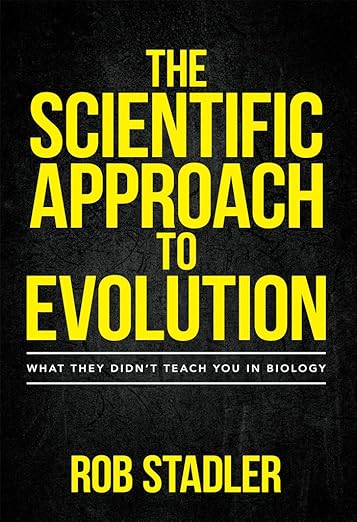 THE
SCIENTIFIC
APPROACH
TO
EVOLUTION
WHAT THEY DIDN'T TEACH YOU IN BIOLOGY
ROB STADLER